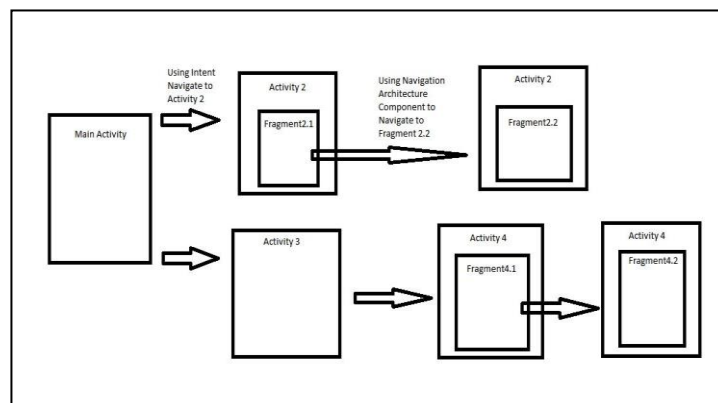 Using Intent
Navigate to
Activity 2
Activity 2
Using Navigation
Architecture
Component to
Navigate to
Fragment 2.2
Activity 2
Main Activity
Fragment2.1
Fragment2.2
Activity 3
Activity 4
Activity 4
Fragment4.1
Fragment4.2